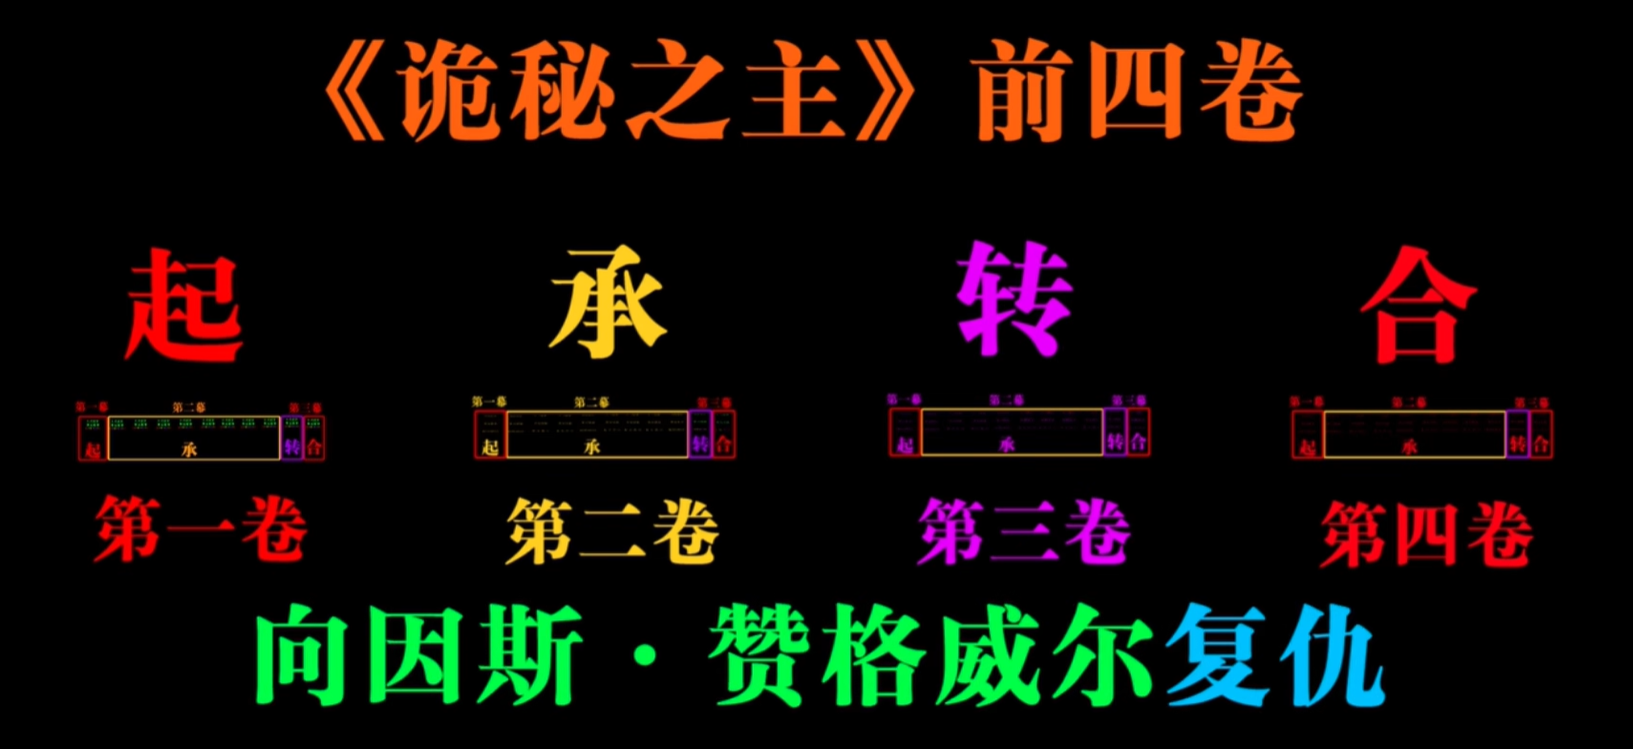 《诡秘之主》前四卷
起 承 转 合
第一幕 第二幕 第三幕 第一幕 第二幕 第三幕 第一幕 第二幕 第三幕 第一幕 第二幕 第三幕
起 承 转 合 起 承 转 合 起 承 转 合 起 承 转 合
第一卷 第二卷 第三卷 第四卷
向因斯·赞格威尔复仇